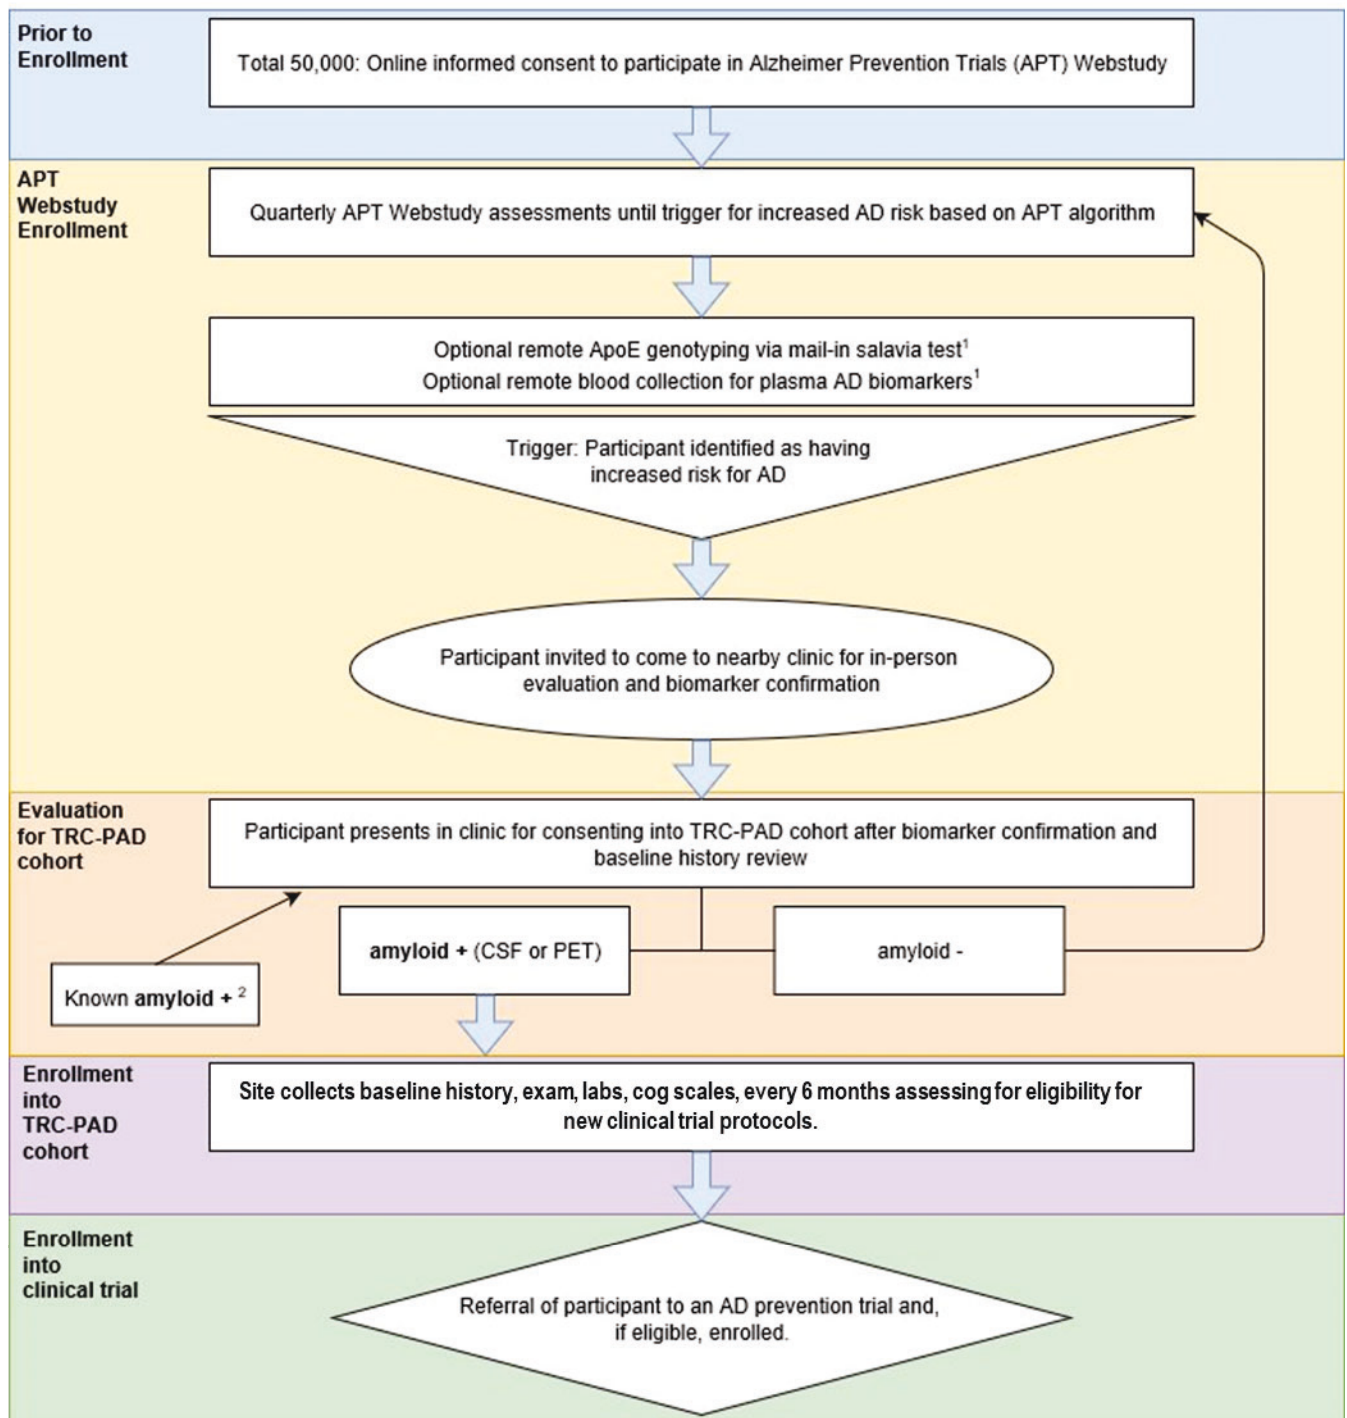 Prior to
Enrollment
Total 50,000: Online informed consent to participate in Alzheimer Prevention Trials (APT) Webstudy
APT
Webstudy
Enrollment
Quarterly APT Webstudy assessments until trigger for increased AD risk based on APT algorithm
Optional remote ApoE genotyping via mail-in salavia test¹
Optional remote blood collection for plasma AD biomarkers¹
Trigger: Participant identified as having
increased risk for AD
Participant invited to come to nearby clinic for in-person
evaluation and biomarker confirmation
Evaluation
for TRC-PAD
cohort
Participant presents in clinic for consenting into TRC-PAD cohort after biomarker confirmation and
baseline history review
amyloid + (CSF or PET)
amyloid -
Known amyloid + ²
Enrollment
into
TRC-PAD
cohort
Site collects baseline history, exam, labs, cog scales, every 6 months assessing for eligibility for
new clinical trial protocols.
Enrollment
into
clinical trial
Referral of participant to an AD prevention trial and,
if eligible, enrolled.